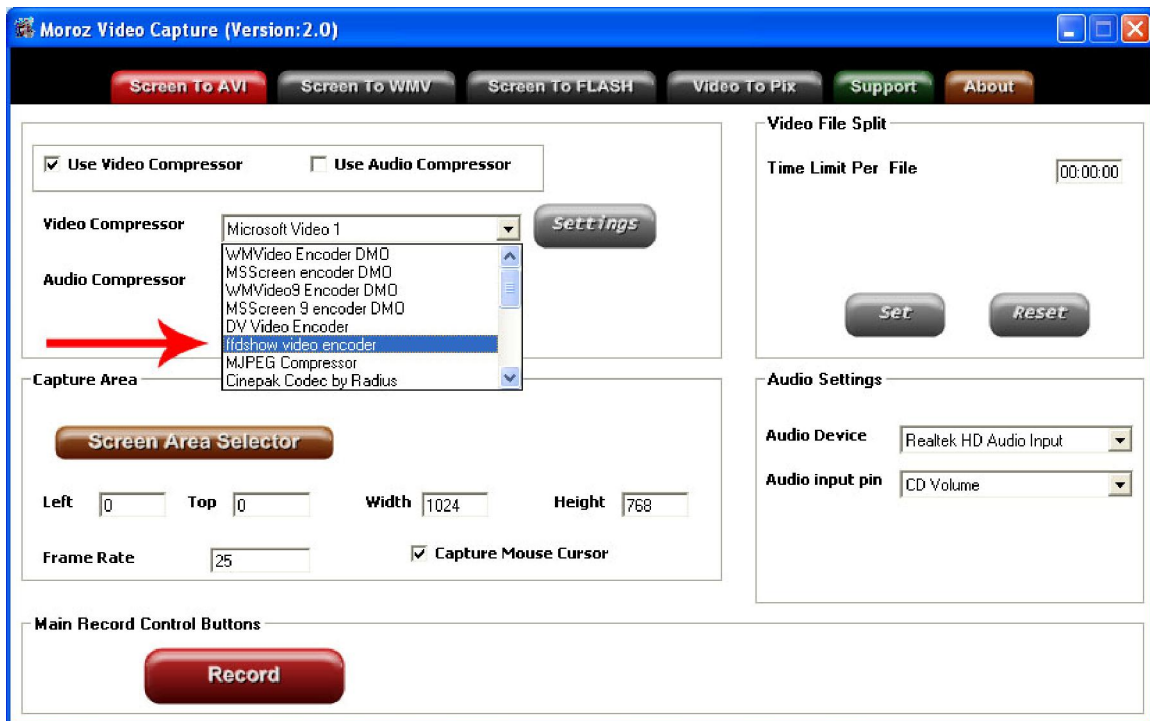 Moroz Video Capture (Version:2.0)
Screen To AVI
Screen To WMV
Screen To FLASH
Video To Pix
Support
About
Use Video Compressor
Use Audio Compressor
Video Compressor
Microsoft Video 1
Settings
WMVideo Encoder DMO
MSScreen encoder DMO
WMVideo9 Encoder DMO
MSScreen 9 encoder DMO
DV Video Encoder
ffdshow video encoder
MJPEG Compressor
Cinepak Codec by Radius
Audio Compressor
Video File Split
Time Limit Per File
00:00:00
Set
Reset
Capture Area
Screen Area Selector
Left 0
Top 0
Width 1024
Height 768
Frame Rate 25
Capture Mouse Cursor
Audio Settings
Audio Device
Realtek HD Audio Input
Audio input pin
CD Volume
Main Record Control Buttons
Record